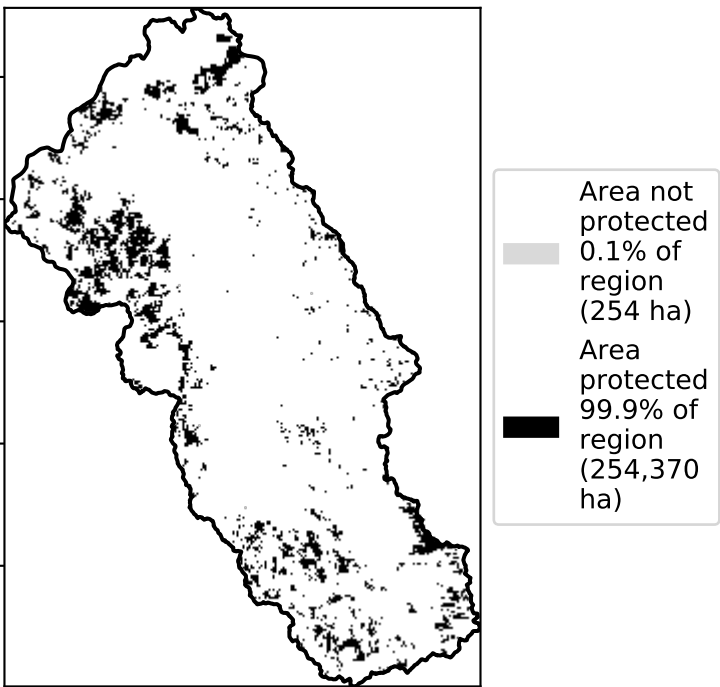 Area not
protected
0.1% of
region
(254 ha)
Area
protected
99.9% of
region
(254,370
ha)